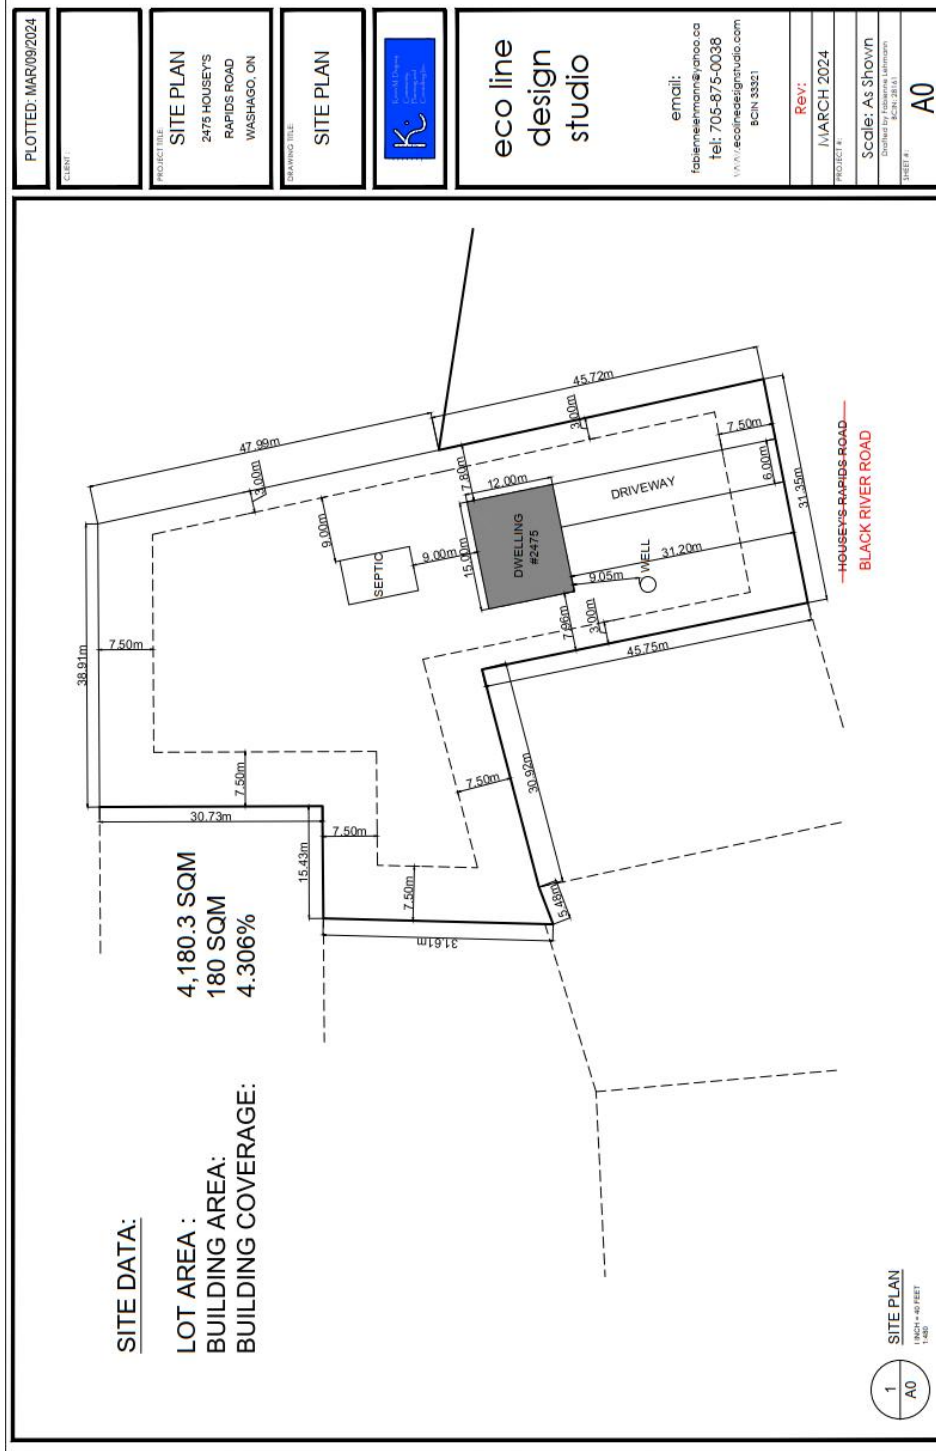 PLOTTED: MAR/09/2024
CLIENT :
PROJECT TITLE:
SITE PLAN
2475 HOUSEY'S
RAPIDS ROAD
WASHAGO, ON
DRAWING TITLE:
SITE PLAN
K.
eco line
design
studio
email:
fabiennelehmann@yahoo.ca
tel: 705-875-0038
.ecolinedesignstudio.com
BCIN 33321
Rev:
MARCH 2024
PROJECT #:
Scale: As Shown
Drafted by Fabienne Lehmann
BCIN: 28161
SHEET #:
A0
47.99m
45.72m
3.00m
3.00m
7.50m
7.80m
12.00m
DRIVEWAY
6.00m
31.35m
HOUSEY'S RAPIDS ROAD
BLACK RIVER ROAD
9.00m
SEPTIC
9.00m
15.00m
DWELLING
#2475
31.20m
WELL
9.05m
7.96m
3.00m
45.75m
38.91m
7.50m
7.50m
30.73m
7.50m
15.43m
7.50m
30.92m
7.50m
5.48m
31.61m
SITE DATA:
LOT AREA : 4,180.3 SQM
BUILDING AREA: 180 SQM
BUILDING COVERAGE: 4.306%
1
A0
SITE PLAN
1 INCH = 40 FEET
1:480